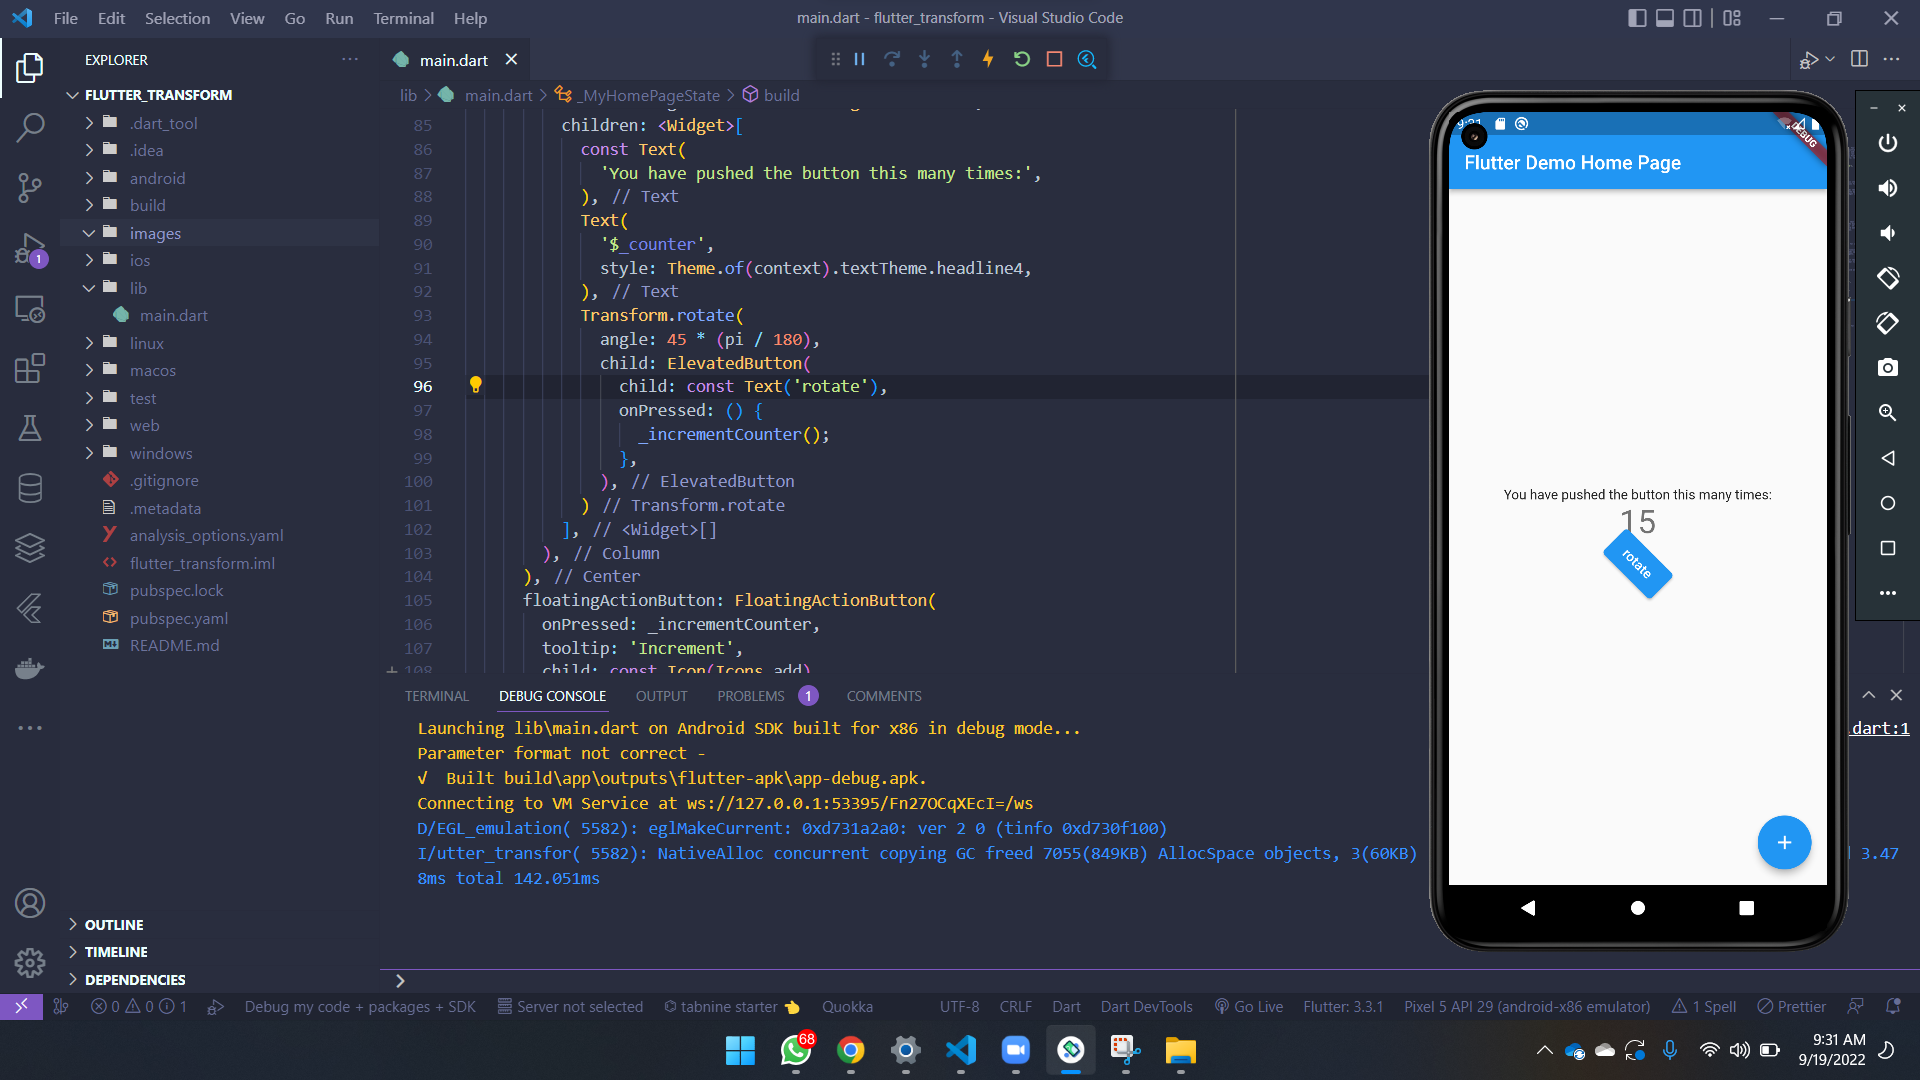 File Edit Selection View Go Run Terminal Help
main.dart - flutter_transform - Visual Studio Code
EXPLORER
FLUTTER_TRANSFORM
.dart_tool
.idea
android
build
images
ios
lib
main.dart
linux
macos
test
web
windows
.gitignore
.metadata
analysis_options.yaml
flutter_transform.iml
pubspec.lock
pubspec.yaml
README.md
OUTLINE
TIMELINE
DEPENDENCIES
1
main.dart
lib > main.dart > _MyHomePageState > build
85 children: <Widget>[
86 const Text(
87 'You have pushed the button this many times:',
88 ), // Text
89 Text(
90 '$_counter',
91 style: Theme.of(context).textTheme.headline4,
92 ), // Text
93 Transform.rotate(
94 angle: 45 * (pi / 180),
95 child: ElevatedButton(
96 child: const Text('rotate'),
97 onPressed: () {
98 _incrementCounter();
99 },
100 ), // ElevatedButton
101 ) // Transform.rotate
102 ], // <Widget>[]
103 ), // Column
104 ), // Center
105 floatingActionButton: FloatingActionButton(
106 onPressed: _incrementCounter,
107 tooltip: 'Increment',
108 child: const Icon(Icons.add)
TERMINAL DEBUG CONSOLE OUTPUT PROBLEMS 1 COMMENTS
Launching lib\main.dart on Android SDK built for x86 in debug mode...
.dart:1
Parameter format not correct -
√ Built build\app\outputs\flutter-apk\app-debug.apk.
Connecting to VM Service at ws://127.0.0.1:53395/Fn27OCqXEcI=/ws
D/EGL_emulation( 5582): eglMakeCurrent: 0xd731a2a0: ver 2 0 (tinfo 0xd730f100)
I/utter_transfor( 5582): NativeAlloc concurrent copying GC freed 7055(849KB) AllocSpace objects, 3(60KB)
3.47
8ms total 142.051ms
DEBUG
Flutter Demo Home Page
You have pushed the button this many times:
15
rotate
0 0 1 Debug my code + packages + SDK Server not selected tabnine starter Quokka UTF-8 CRLF Dart Dart DevTools Go Live Flutter: 3.3.1 Pixel 5 API 29 (android-x86 emulator) 1 Spell Prettier
68
9:31 AM
9/19/2022